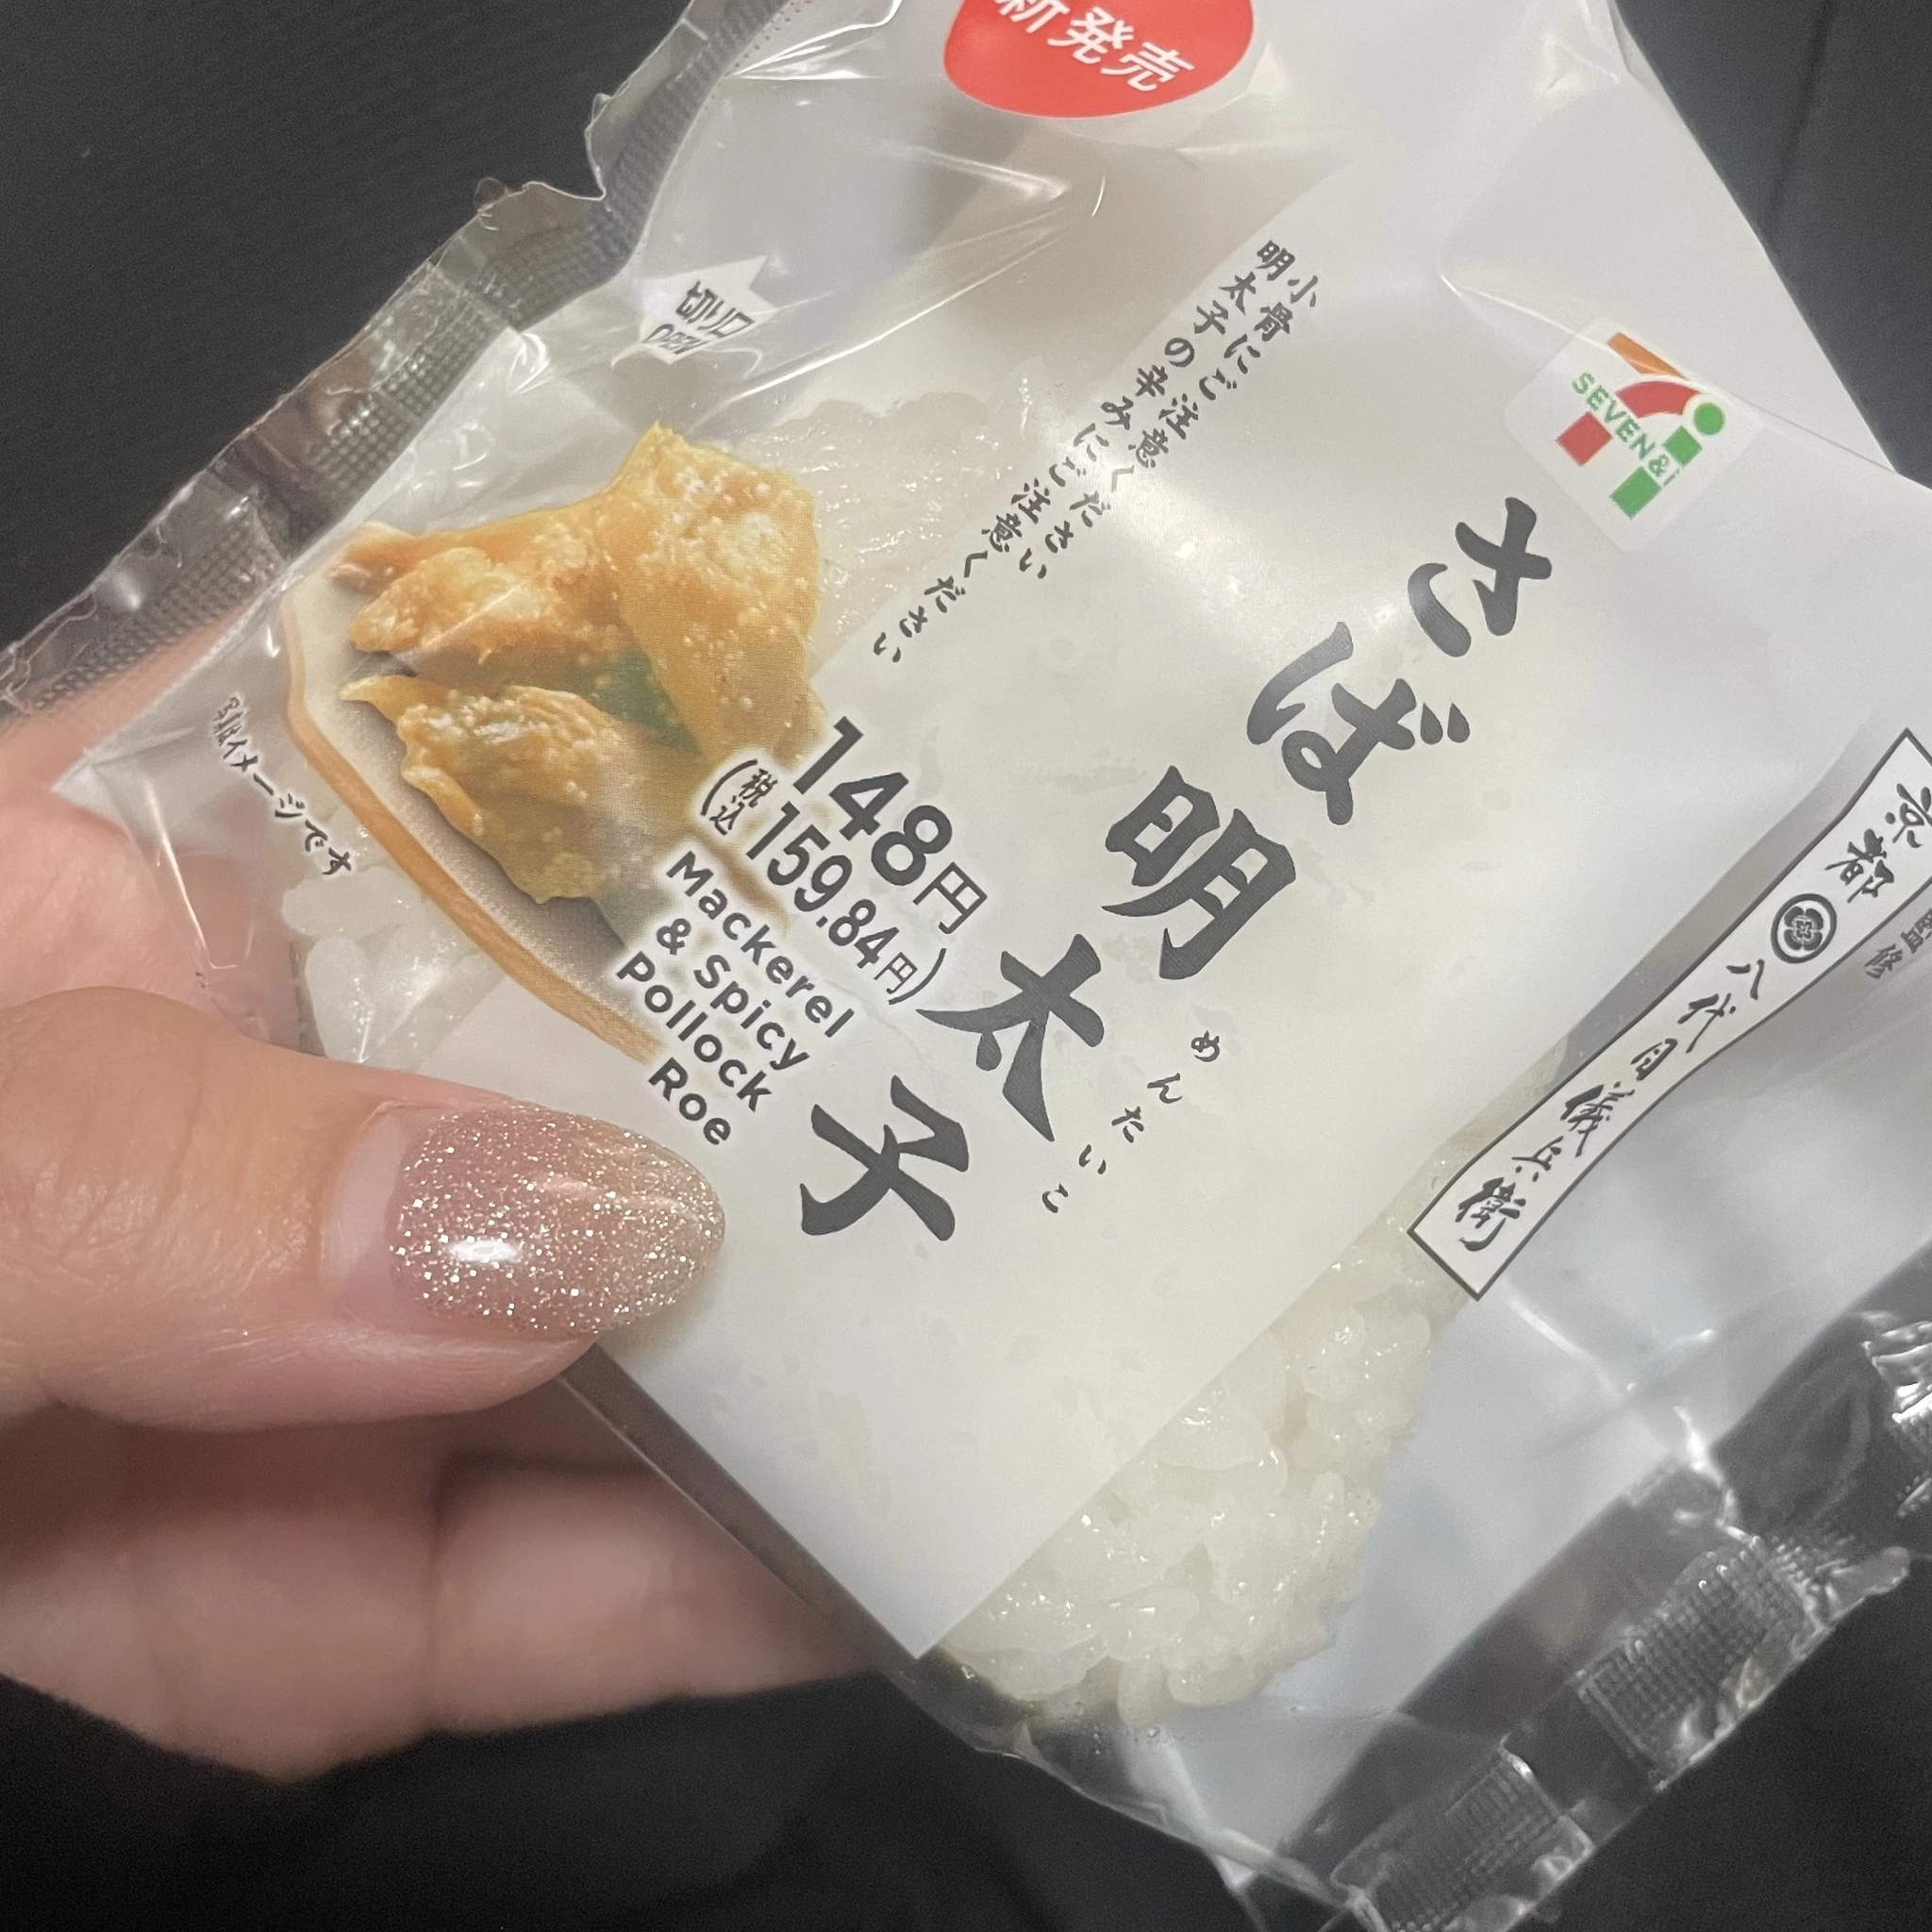 新発売
切り口
OPEN
SEVEN&i
小骨にご注意ください
明太子の辛みにご注意ください
さば明太子
めんたいこ
148円
(税込159.84円)
Mackerel
& Spicy
Pollock
Roe
写真はイメージです
京都 八代目儀兵衛
監修